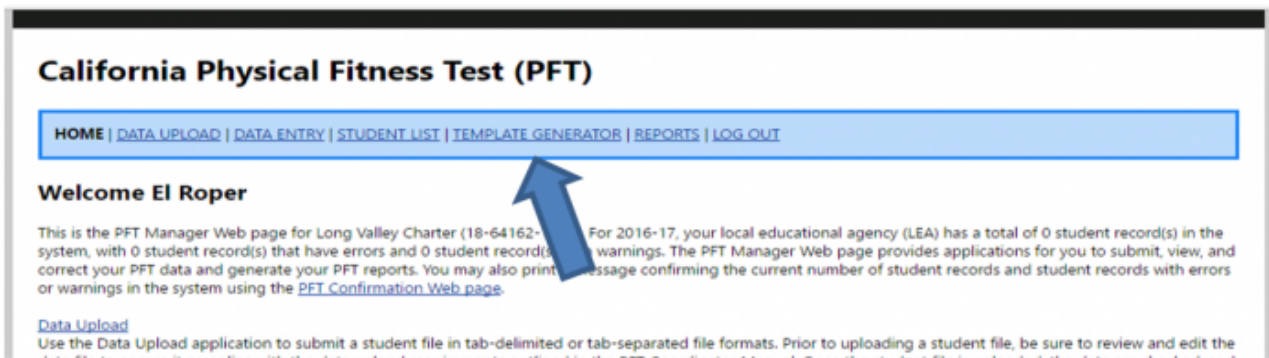 California Physical Fitness Test (PFT)
HOME | DATA UPLOAD | DATA ENTRY | STUDENT LIST | TEMPLATE GENERATOR | REPORTS | LOG OUT
Welcome El Roper
This is the PFT Manager Web page for Long Valley Charter (18-64162- For 2016-17, your local educational agency (LEA) has a total of 0 student record(s) in the
system, with 0 student record(s) that have errors and 0 student record(s) warnings. The PFT Manager Web page provides applications for you to submit, view, and
correct your PFT data and generate your PFT reports. You may also print message confirming the current number of student records and student records with errors
or warnings in the system using the PFT Confirmation Web page.
Data Upload
Use the Data Upload application to submit a student file in tab-delimited or tab-separated file formats. Prior to uploading a student file, be sure to review and edit the